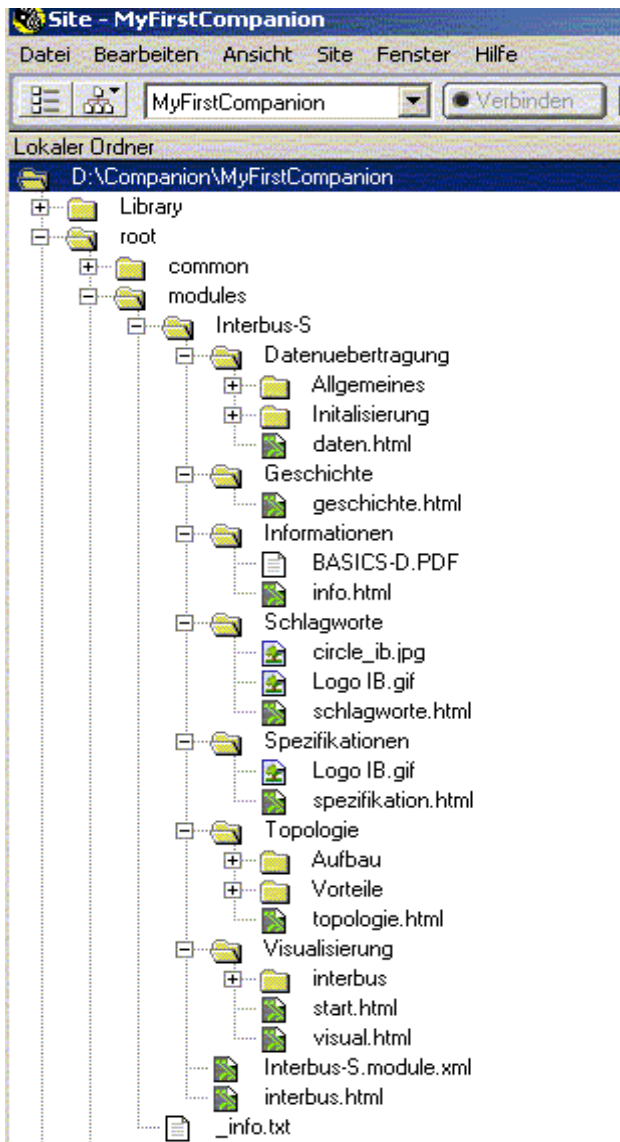 Site - MyFirstCompanion
Datei Bearbeiten Ansicht Site Fenster Hilfe
MyFirstCompanion Verbinden
Lokaler Ordner
D:\Companion\MyFirstCompanion
Library
root
common
modules
Interbus-S
Datenuebertragung
Allgemeines
Initalisierung
daten.html
Geschichte
geschichte.html
Informationen
BASICS-D.PDF
info.html
Schlagworte
circle_ib.jpg
Logo IB.gif
schlagworte.html
Spezifikationen
Logo IB.gif
spezifikation.html
Topologie
Aufbau
Vorteile
topologie.html
Visualisierung
interbus
start.html
visual.html
Interbus-S.module.xml
interbus.html
_info.txt